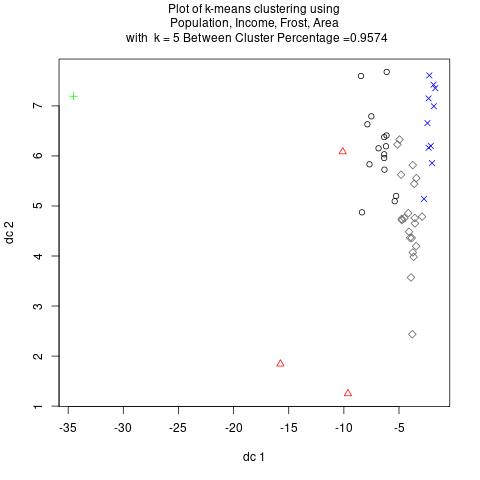 Plot of k-means clustering using
Population, Income, Frost, Area
with k = 5 Between Cluster Percentage =0.9574
7
6
5
4
3
2
1
dc 2
-35
-30
-25
-20
-15
-10
-5
dc 1